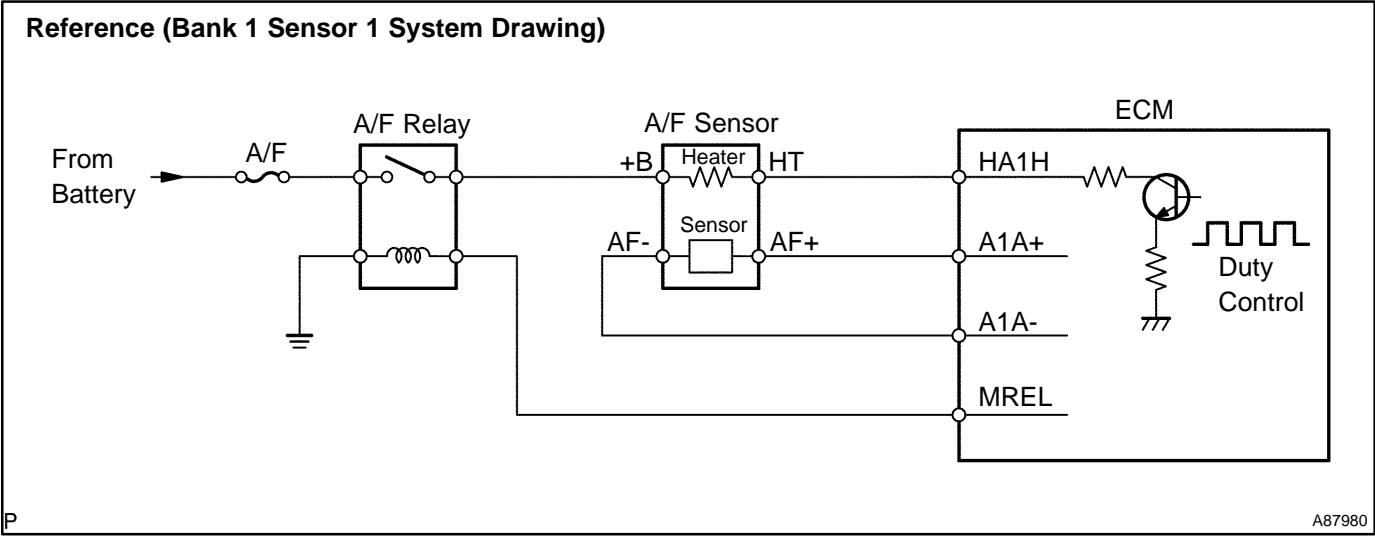 Reference (Bank 1 Sensor 1 System Drawing)
ECM
A/F Relay
A/F Sensor
From
Battery
A/F
+B
Heater
HT
HA1H
Sensor
AF-
AF+
A1A+
Duty
Control
A1A-
MREL
P
A87980